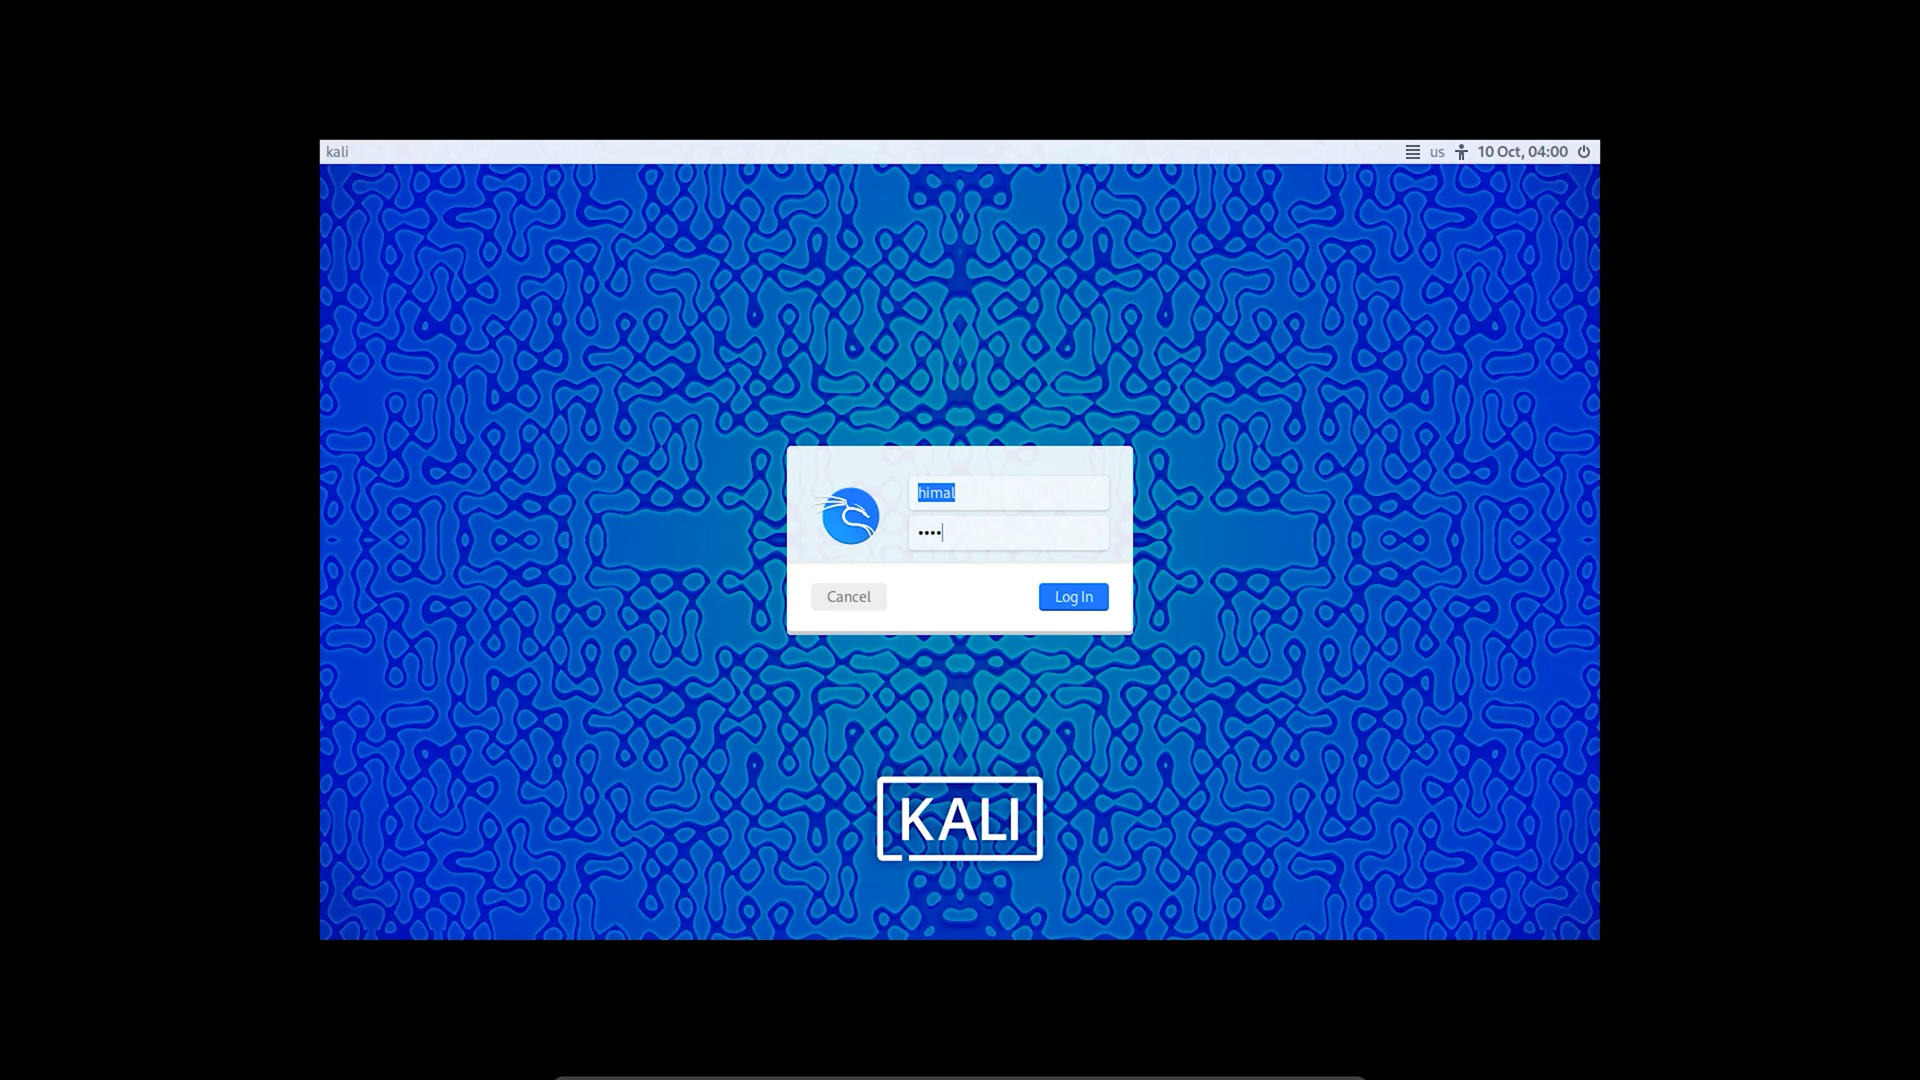 kali
us 10 Oct, 04:00
himal
••••
Cancel Log In
KALI